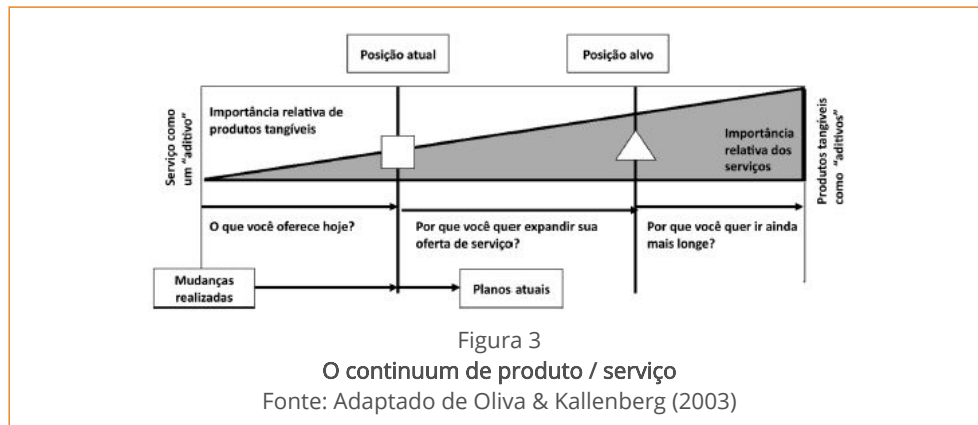 Posição atual
Posição alvo
Serviço como
um "aditivo"
Importância relativa de
produtos tangíveis
Importância
relativa dos
serviços
Produtos tangíveis
como "aditivos"
O que você oferece hoje?
Por que você quer expandir sua
oferta de serviço?
Por que você quer ir ainda
mais longe?
Mudanças
realizadas
Planos atuais
Figura 3
O continuum de produto / serviço
Fonte: Adaptado de Oliva & Kallenberg (2003)